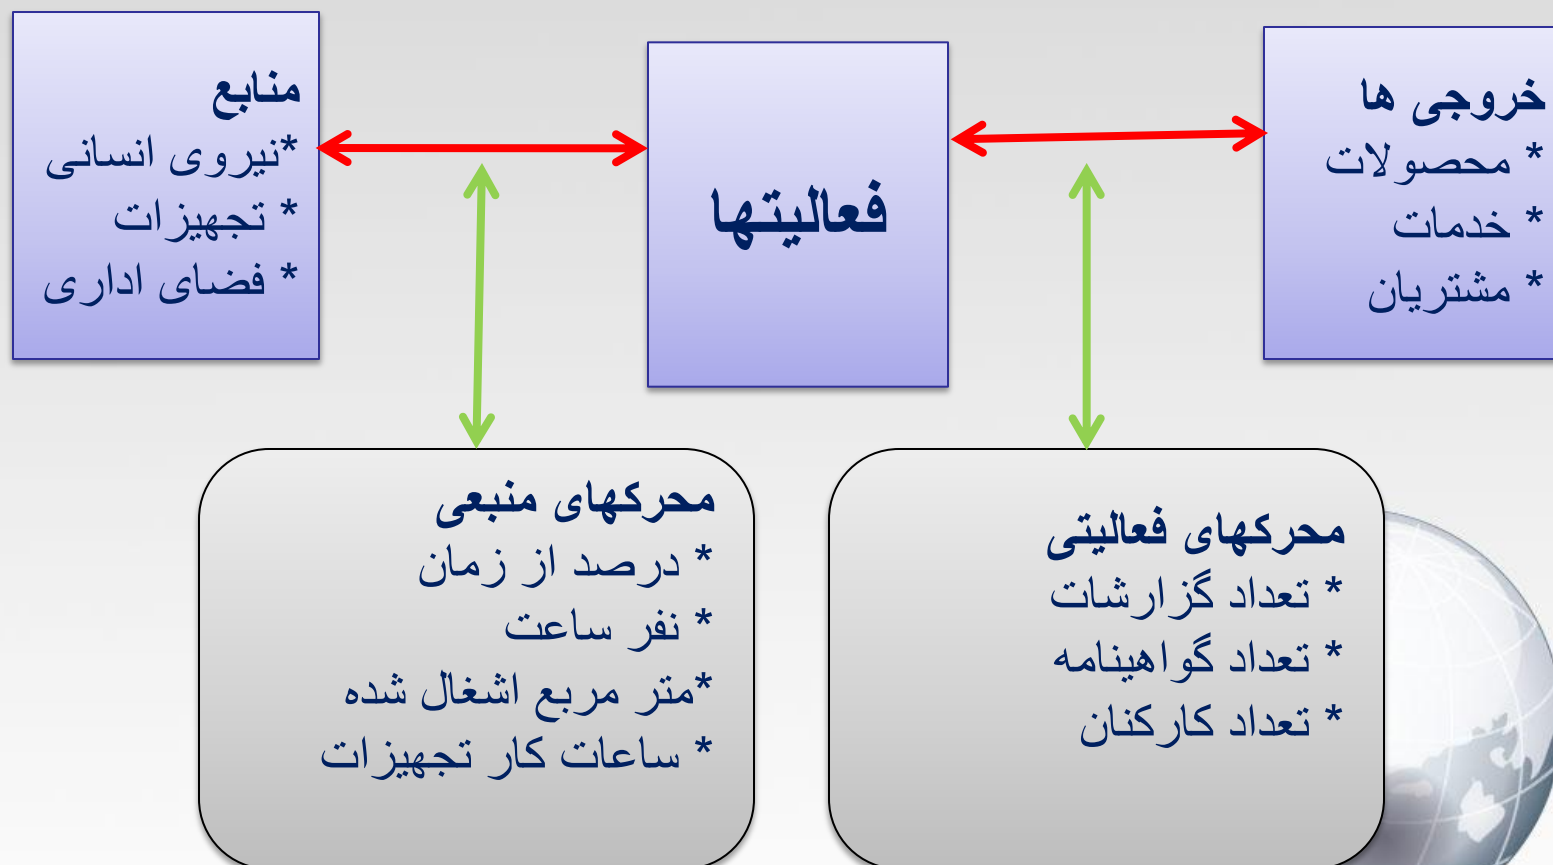 منابع
*نیروی انسانی
* تجهیزات
* فضای اداری
فعالیتها
خروجی ها
* محصولات
* خدمات
* مشتریان
محرکهای منبعی
* درصد از زمان
* نفر ساعت
*متر مربع اشغال شده
* ساعات کار تجهیزات
محرکهای فعالیتی
* تعداد گزارشات
* تعداد گواهینامه
* تعداد کارکنان